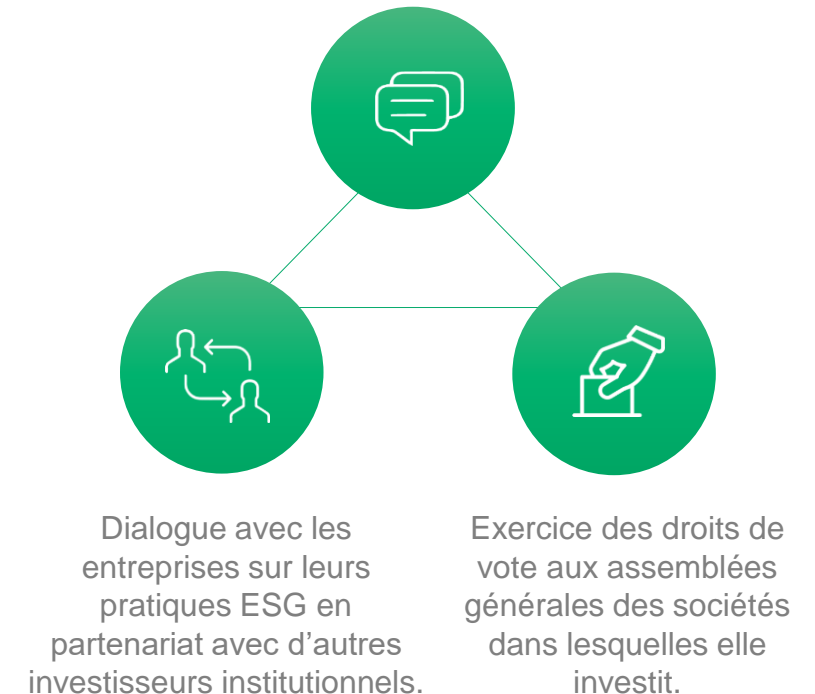 Dialogue avec les
entreprises sur leurs
pratiques ESG en
partenariat avec d’autres
investisseurs institutionnels.
Exercice des droits de
vote aux assemblées
générales des sociétés
dans lesquelles elle
investit.